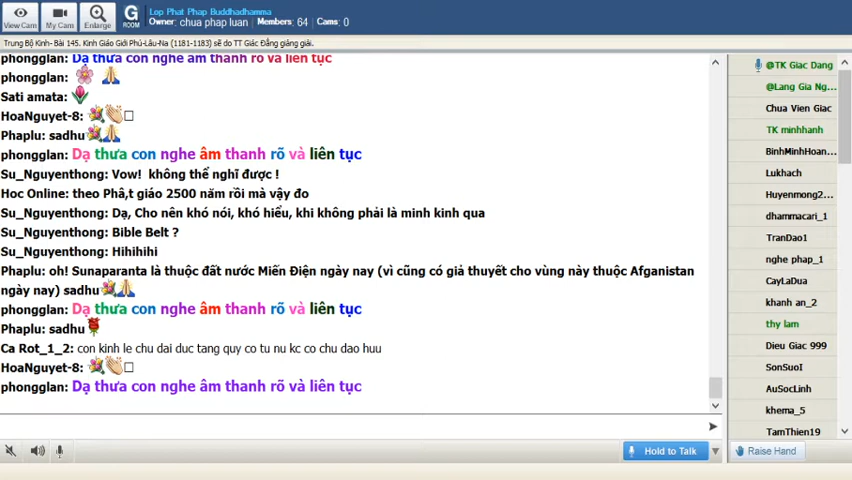 View Cam
My Cam
Enlarge
G
ROOM
Lop Phat Phap Buddhadhamma
Owner: chua phap luan Members: 64 Cams: 0
Trung Bộ Kinh- Bài 145. Kinh Giáo Giới Phú-Lâu-Na (1181-1183) sẽ do TT Giác Đẳng giảng giải.
phongglan: Dạ thưa con nghe âm thanh rõ và liên tục
phongglan:
Sati amata:
HoaNguyet-8:
Phaplu: sadhu
phongglan: Dạ thưa con nghe âm thanh rõ và liên tục
Su_Nguyenthong: Vow! không thể nghĩ được !
Hoc Online: theo Phâ,t giáo 2500 năm rồi mà vậy đo
Su_Nguyenthong: Dạ, Cho nên khó nói, khó hiểu, khi không phải là minh kinh qua
Su_Nguyenthong: Bible Belt ?
Su_Nguyenthong: Hihihihi
Phaplu: oh! Sunaparanta là thuộc đất nước Miến Điện ngày nay (vì cũng có giả thuyết cho vùng này thuộc Afganistan
ngày nay) sadhu
phongglan: Dạ thưa con nghe âm thanh rõ và liên tục
Phaplu: sadhu
Ca Rot_1_2: con kinh le chu dai duc tang quy co tu nu kc co chu dao huu
HoaNguyet-8:
phongglan: Dạ thưa con nghe âm thanh rõ và liên tục
Hold to Talk
@TK Giac Dang
@Lang Gia Ng...
Chua Vien Giac
TK minhhanh
BinhMinhHoan...
Lukhach
Huyenmong2...
dhammacari_1
TranDao1
nghe phap_1
CayLaDua
khanh an_2
thy lam
Dieu Giac 999
SonSuoI
AuSocLinh
khema_5
TamThien19
Raise Hand